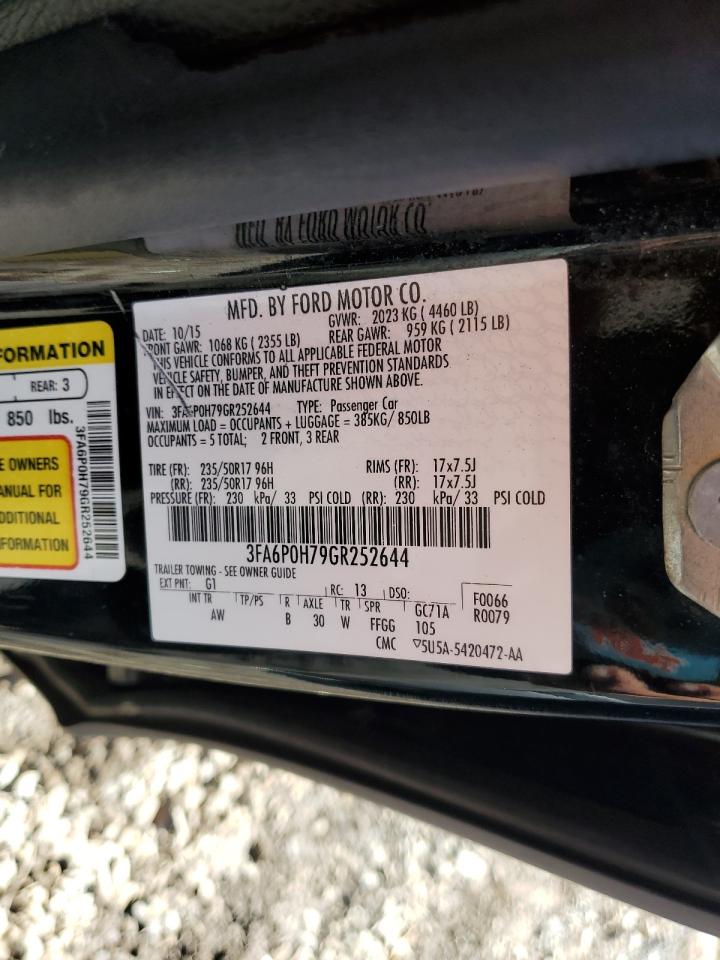 FORMATION
REAR: 3
850 lbs.
E OWNERS
ANUAL FOR
DDITIONAL
FORMATION
3FA6P0H79GR252644
MFD. BY FORD MOTOR CO.
MFD. BY FORD MOTOR CO.
DATE: 10/15 GVWR: 2023 KG ( 4460 LB)
FRONT GAWR: 1068 KG ( 2355 LB) REAR GAWR: 959 KG ( 2115 LB)
THIS VEHICLE CONFORMS TO ALL APPLICABLE FEDERAL MOTOR
VEHICLE SAFETY, BUMPER, AND THEFT PREVENTION STANDARDS
IN EFFECT ON THE DATE OF MANUFACTURE SHOWN ABOVE.
VIN: 3FA6P0H79GR252644 TYPE: Passenger Car
MAXIMUM LOAD = OCCUPANTS + LUGGAGE = 385KG/ 850LB
OCCUPANTS = 5 TOTAL; 2 FRONT, 3 REAR
TIRE (FR): 235/50R17 96H RIMS (FR): 17x7.5J
(RR): 235/50R17 96H (RR): 17x7.5J
PRESSURE (FR): 230 kPa/ 33 PSI COLD (RR): 230 kPa/ 33 PSI COLD
3FA6P0H79GR252644
TRAILER TOWING - SEE OWNER GUIDE
EXT PNT: G1 RC: 13 DSO: F0066
INT TR TP/PS R AXLE TR SPR GC71A R0079
AW B 30 W FFGG 105
CMC ▽5U5A-5420472-AA